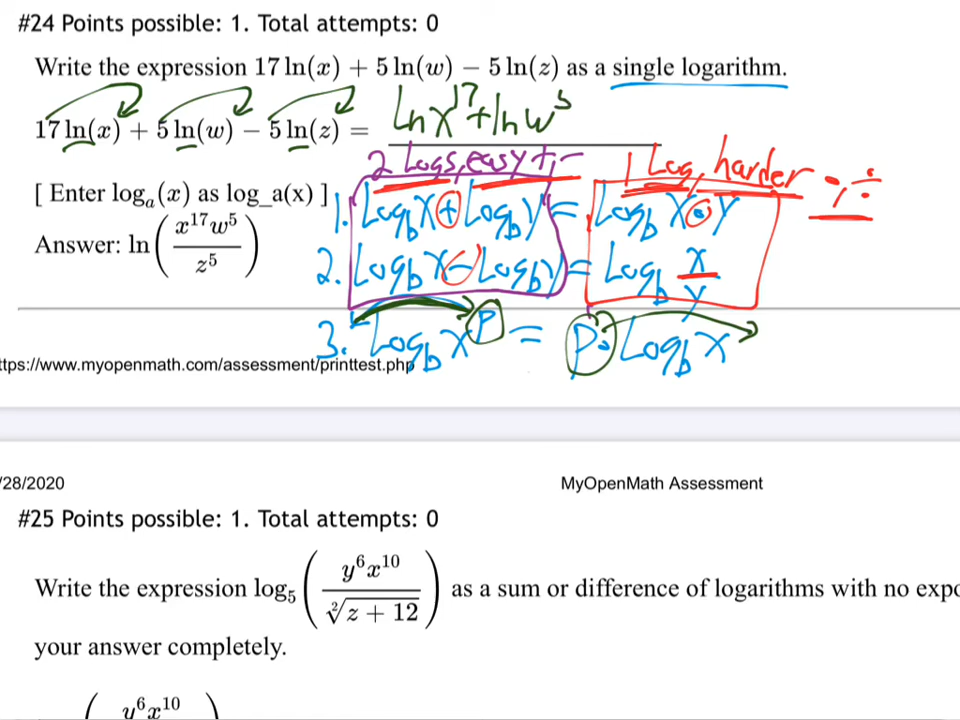 #24 Points possible: 1. Total attempts: 0
Write the expression 17 ln(x) + 5 ln(w) − 5 ln(z) as a single logarithm.
17 ln(x) + 5 ln(w) − 5 ln(z) = ln x^17 + ln w^5
2 Logs, easy +, −
1 Log, harder •, ÷
[ Enter log_a(x) as log_a(x) ]
1. Log_b X + Log_b Y = Log_b X • Y
Answer: ln(x^17 w^5 / z^5)
2. Log_b X − Log_b Y = Log_b X/Y
3. Log_b X^P = P • Log_b X
ttps://www.myopenmath.com/assessment/printtest.php
/28/2020
MyOpenMath Assessment
#25 Points possible: 1. Total attempts: 0
Write the expression log_5(y^6 x^10 / ²√(z + 12)) as a sum or difference of logarithms with no expo
your answer completely.
y^6 x^10